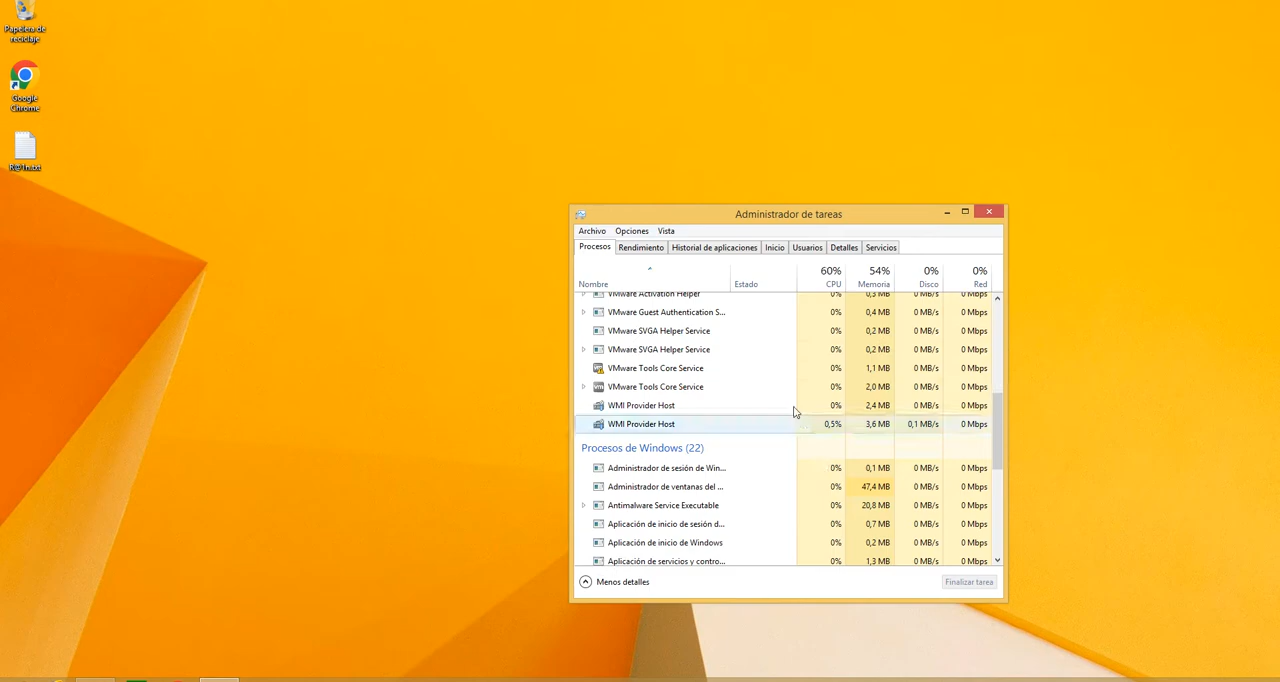 Papelera de
reciclaje
Google
Chrome
Administrador de tareas
Archivo Opciones Vista
Procesos Rendimiento Historial de aplicaciones Inicio Usuarios Detalles Servicios
60% 54% 0% 0%
Nombre Estado CPU Memoria Disco Red
VMware Activation Helper 0% 0,3 MB 0 MB/s 0 Mbps
VMware Guest Authentication S... 0% 0,4 MB 0 MB/s 0 Mbps
VMware SVGA Helper Service 0% 0,2 MB 0 MB/s 0 Mbps
VMware SVGA Helper Service 0% 0,2 MB 0 MB/s 0 Mbps
VMware Tools Core Service 0% 1,1 MB 0 MB/s 0 Mbps
VMware Tools Core Service 0% 2,0 MB 0 MB/s 0 Mbps
WMI Provider Host 0% 2,4 MB 0 MB/s 0 Mbps
WMI Provider Host 0,5% 3,6 MB 0,1 MB/s 0 Mbps
Procesos de Windows (22)
Administrador de sesión de Win... 0% 0,1 MB 0 MB/s 0 Mbps
Administrador de ventanas del ... 0% 47,4 MB 0 MB/s 0 Mbps
Antimalware Service Executable 0% 20,8 MB 0 MB/s 0 Mbps
Aplicación de inicio de sesión d... 0% 0,7 MB 0 MB/s 0 Mbps
Aplicación de inicio de Windows 0% 0,2 MB 0 MB/s 0 Mbps
Aplicación de servicios y contro... 0% 1,3 MB 0 MB/s 0 Mbps
Menos detalles Finalizar tarea